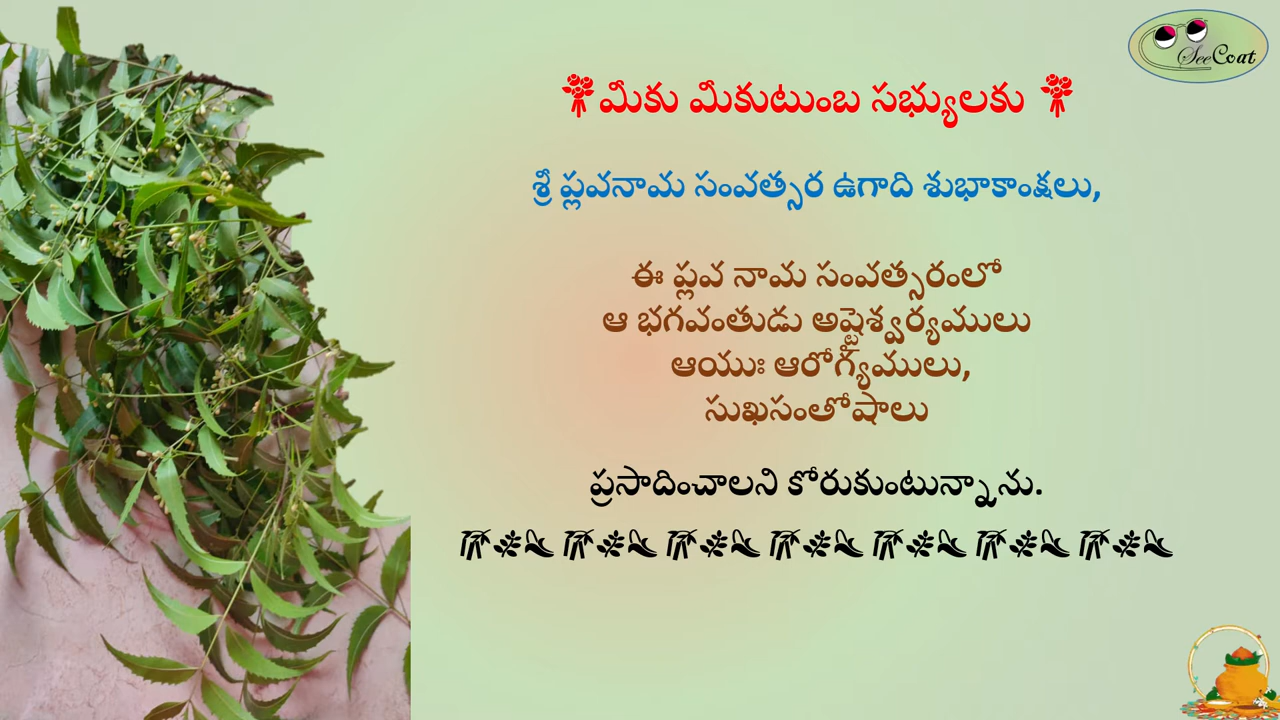 SeeCoat
మీకు మీకుటుంబ సభ్యులకు
శ్రీ ప్లవనామ సంవత్సర ఉగాది శుభాకాంక్షలు,
ఈ ప్లవ నామ సంవత్సరంలో
ఆ భగవంతుడు అష్టైశ్వర్యములు
ఆయుః ఆరోగ్యములు,
సుఖసంతోషాలు
ప్రసాదించాలని కోరుకుంటున్నాను.